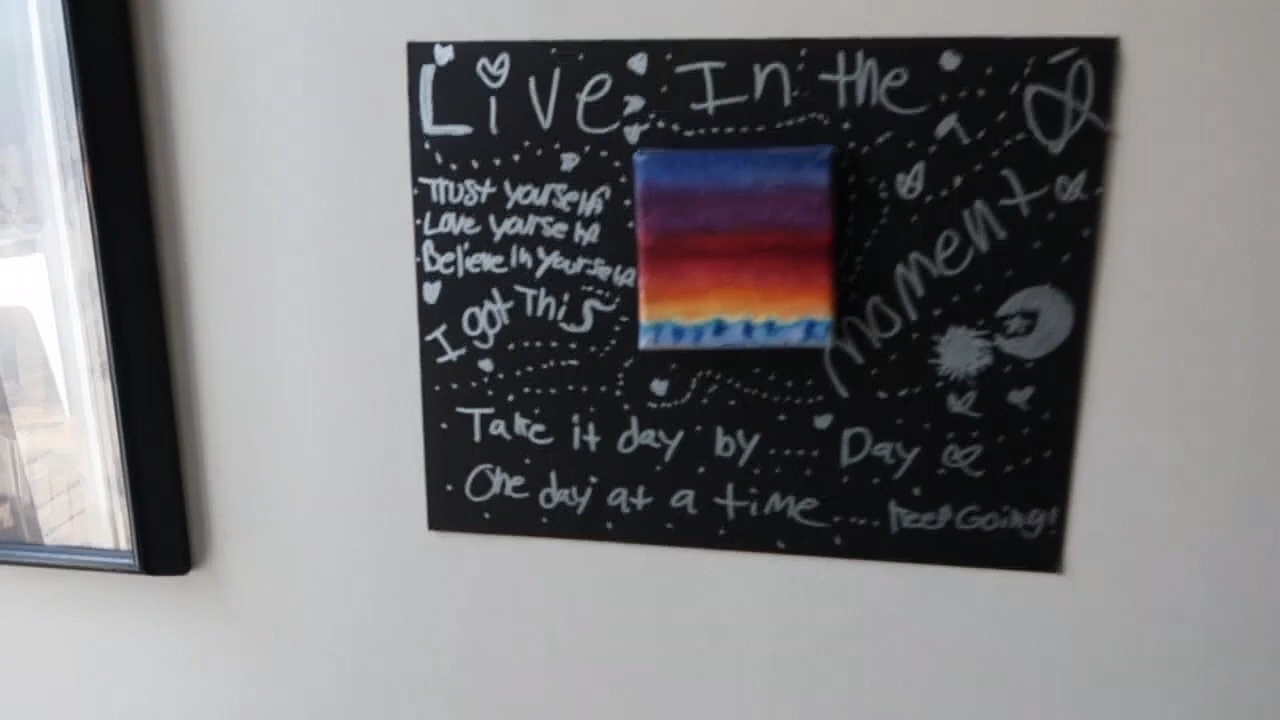 Live In the
moment
Trust yourself
Love yourself
Believe in yourself
I got This
Take it day by .... Day
One day at a time .... keep Going!